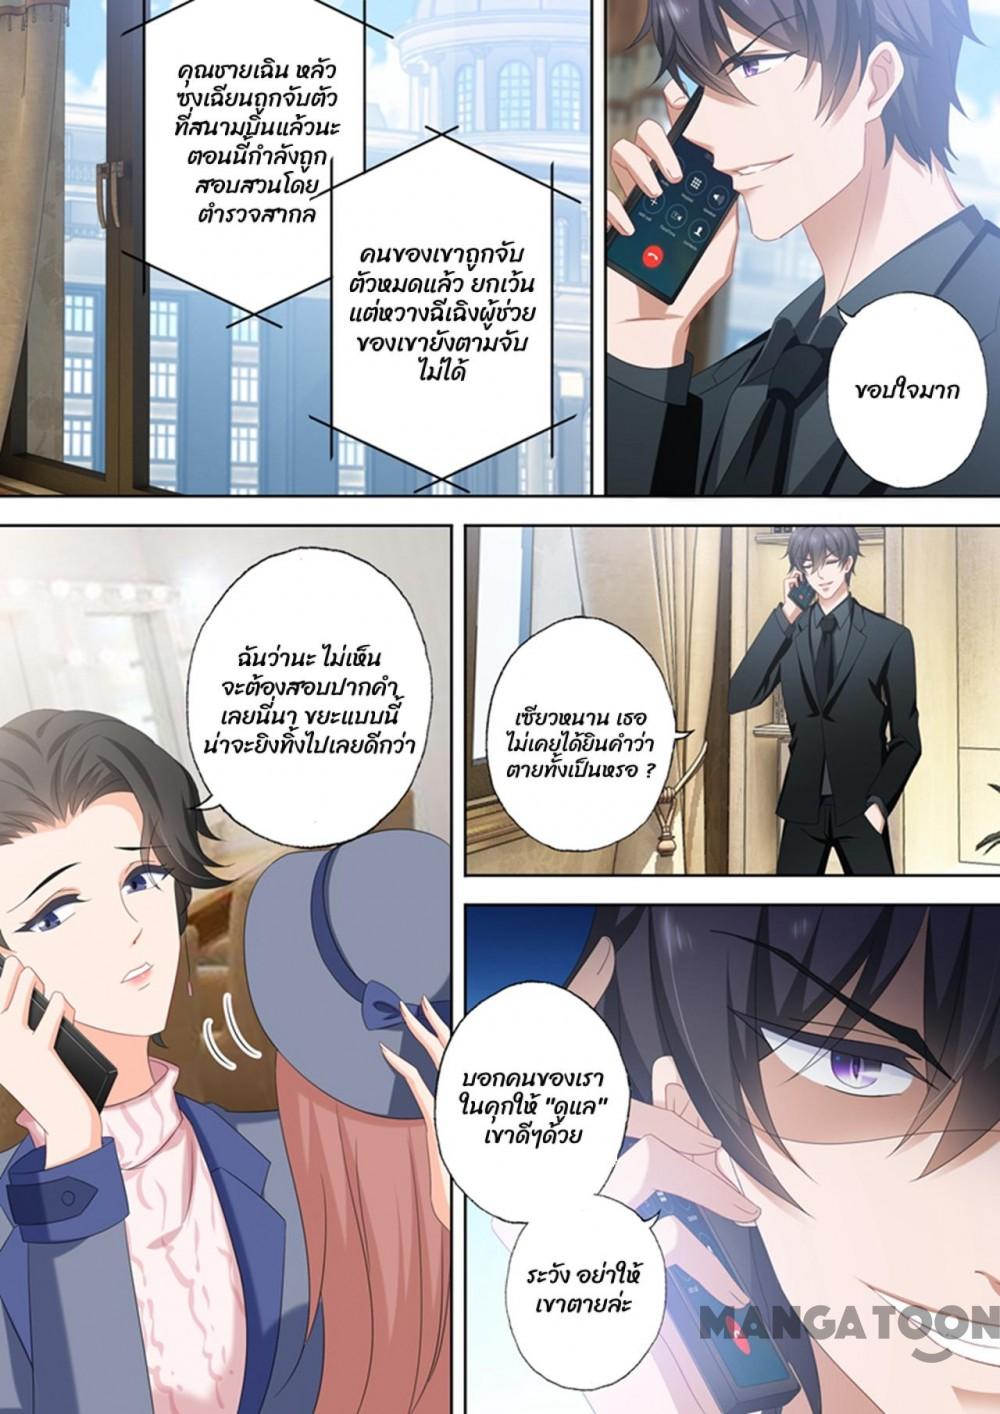 คุณชายเฉิน หลัว
ซงเฉียนถูกจับตัว
ที่สนามบินแล้วนะ
ตอนนี้กำลังถูก
สอบสวนโดย
ตำรวจสากล
คนของเขาถูกจับ
ตัวหมดแล้ว ยกเว้น
แต่หวางฉีเฉิงผู้ช่วย
ของเขายังตามจับ
ไม่ได้
ขอบใจมาก
ฉันว่านะ ไม่เห็น
จะต้องสอบปากคำ
เลยนี่นา ขยะแบบนี้
น่าจะยิงทิ้งไปเลยดีกว่า
เซียวหนาน เธอ
ไม่เคยได้ยินคำว่า
ตายทั้งเป็นหรอ ?
บอกคนของเรา
ในคุกให้ "ดูแล"
เขาดีๆด้วย
ระวัง อย่าให้
เขาตายล่ะ
MANGATOON